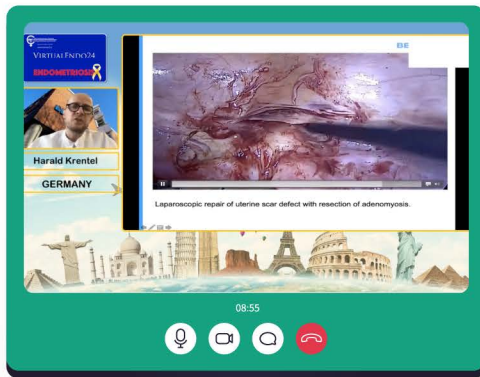 VIRTUALENDO24
ENDOMETRIOSIS
BE
Harald Krentel
GERMANY
Laparoscopic repair of uterine scar defect with resection of adenomyosis.
08:55